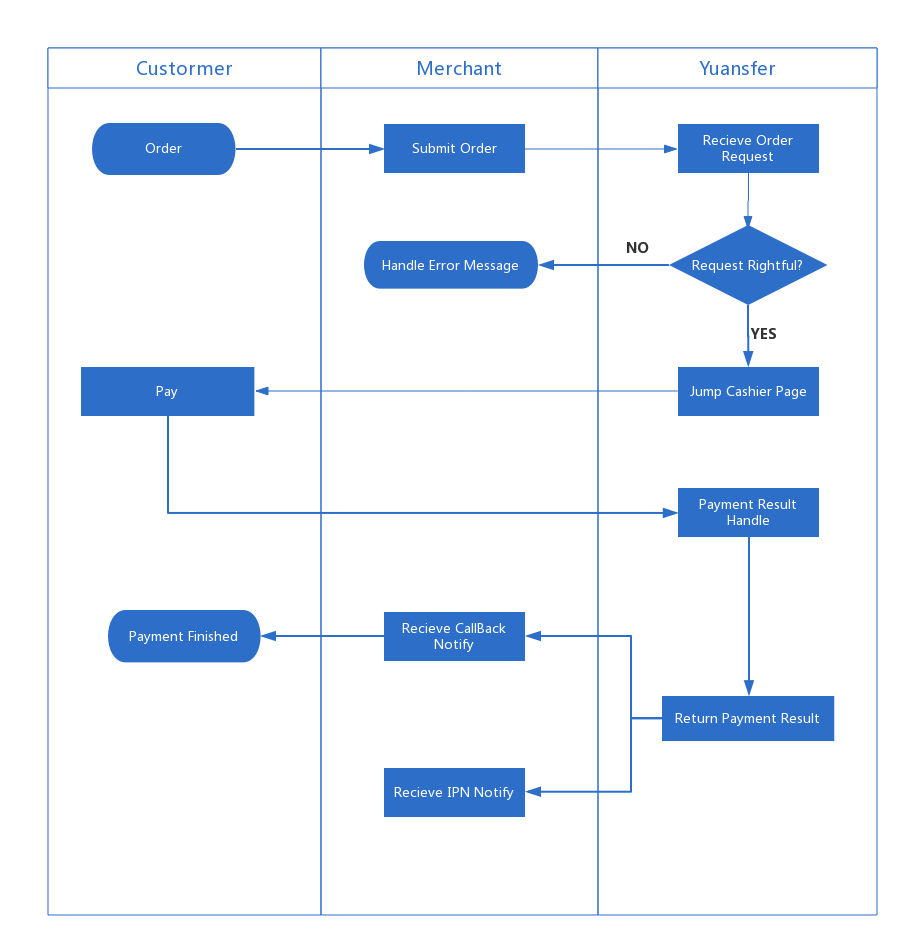 Custormer
Merchant
Yuansfer
Order
Submit Order
Recieve Order
Request
NO
Handle Error Message
Request Rightful?
YES
Pay
Jump Cashier Page
Payment Result
Handle
Payment Finished
Recieve CallBack
Notify
Return Payment Result
Recieve IPN Notify